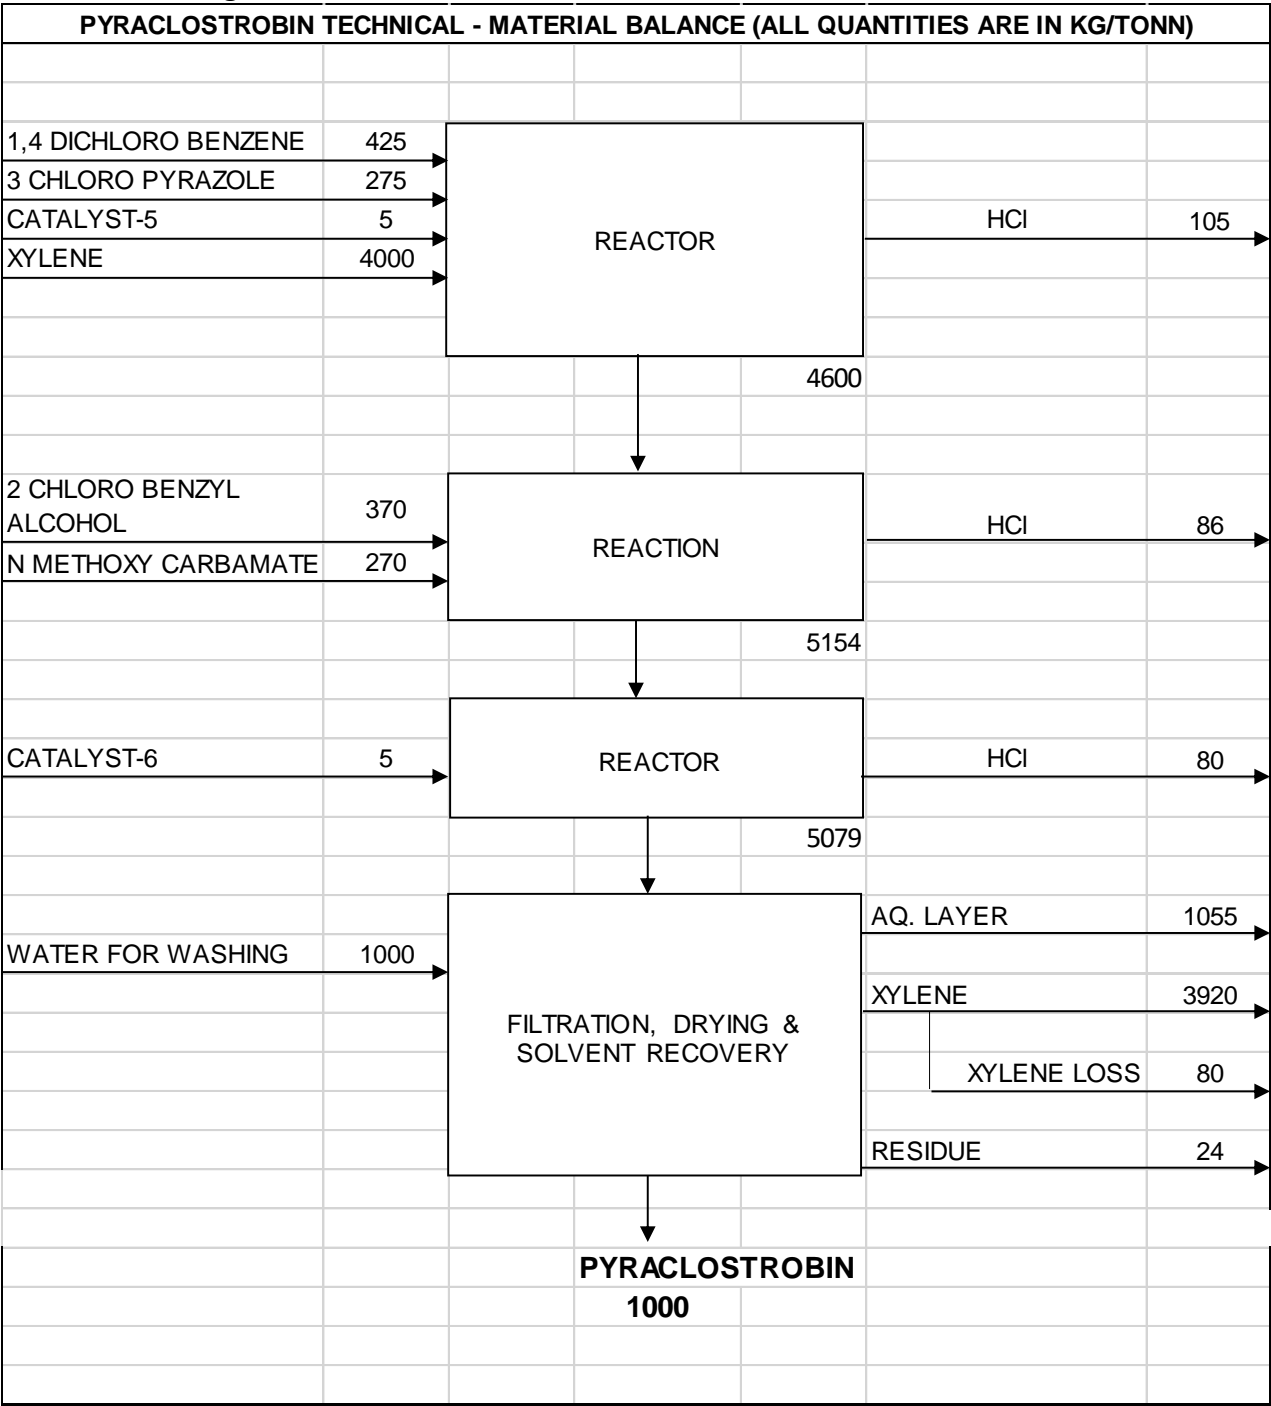 PYRACLOSTROBIN TECHNICAL - MATERIAL BALANCE (ALL QUANTITIES ARE IN KG/TONN)
1,4 DICHLORO BENZENE 425
3 CHLORO PYRAZOLE 275
CATALYST-5 5
XYLENE 4000
REACTOR
HCl 105
4600
2 CHLORO BENZYL
ALCOHOL 370
N METHOXY CARBAMATE 270
REACTION
HCl 86
5154
CATALYST-6 5
REACTOR
HCl 80
5079
WATER FOR WASHING 1000
FILTRATION, DRYING &
SOLVENT RECOVERY
AQ. LAYER 1055
XYLENE 3920
XYLENE LOSS 80
RESIDUE 24
PYRACLOSTROBIN
1000